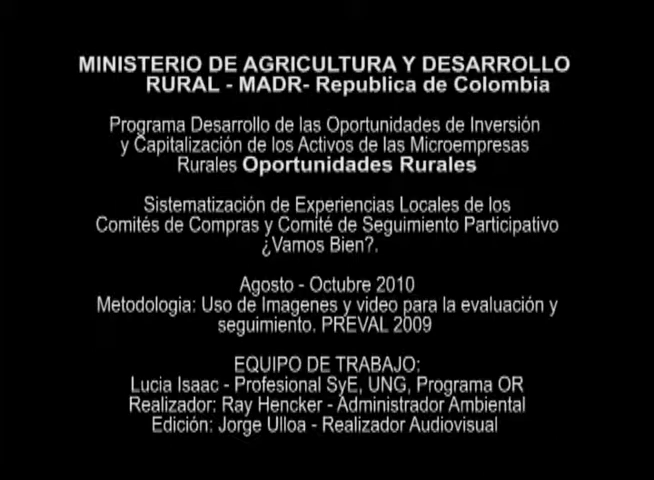 MINISTERIO DE AGRICULTURA Y DESARROLLO
RURAL - MADR- Republica de Colombia
Programa Desarrollo de las Oportunidades de Inversión
y Capitalización de los Activos de las Microempresas
Rurales Oportunidades Rurales
Sistematización de Experiencias Locales de los
Comités de Compras y Comité de Seguimiento Participativo
¿Vamos Bien?.
Agosto - Octubre 2010
Metodologia: Uso de Imagenes y video para la evaluación y
seguimiento. PREVAL 2009
EQUIPO DE TRABAJO:
Lucia Isaac - Profesional SyE, UNG, Programa OR
Realizador: Ray Hencker - Administrador Ambiental
Edición: Jorge Ulloa - Realizador Audiovisual